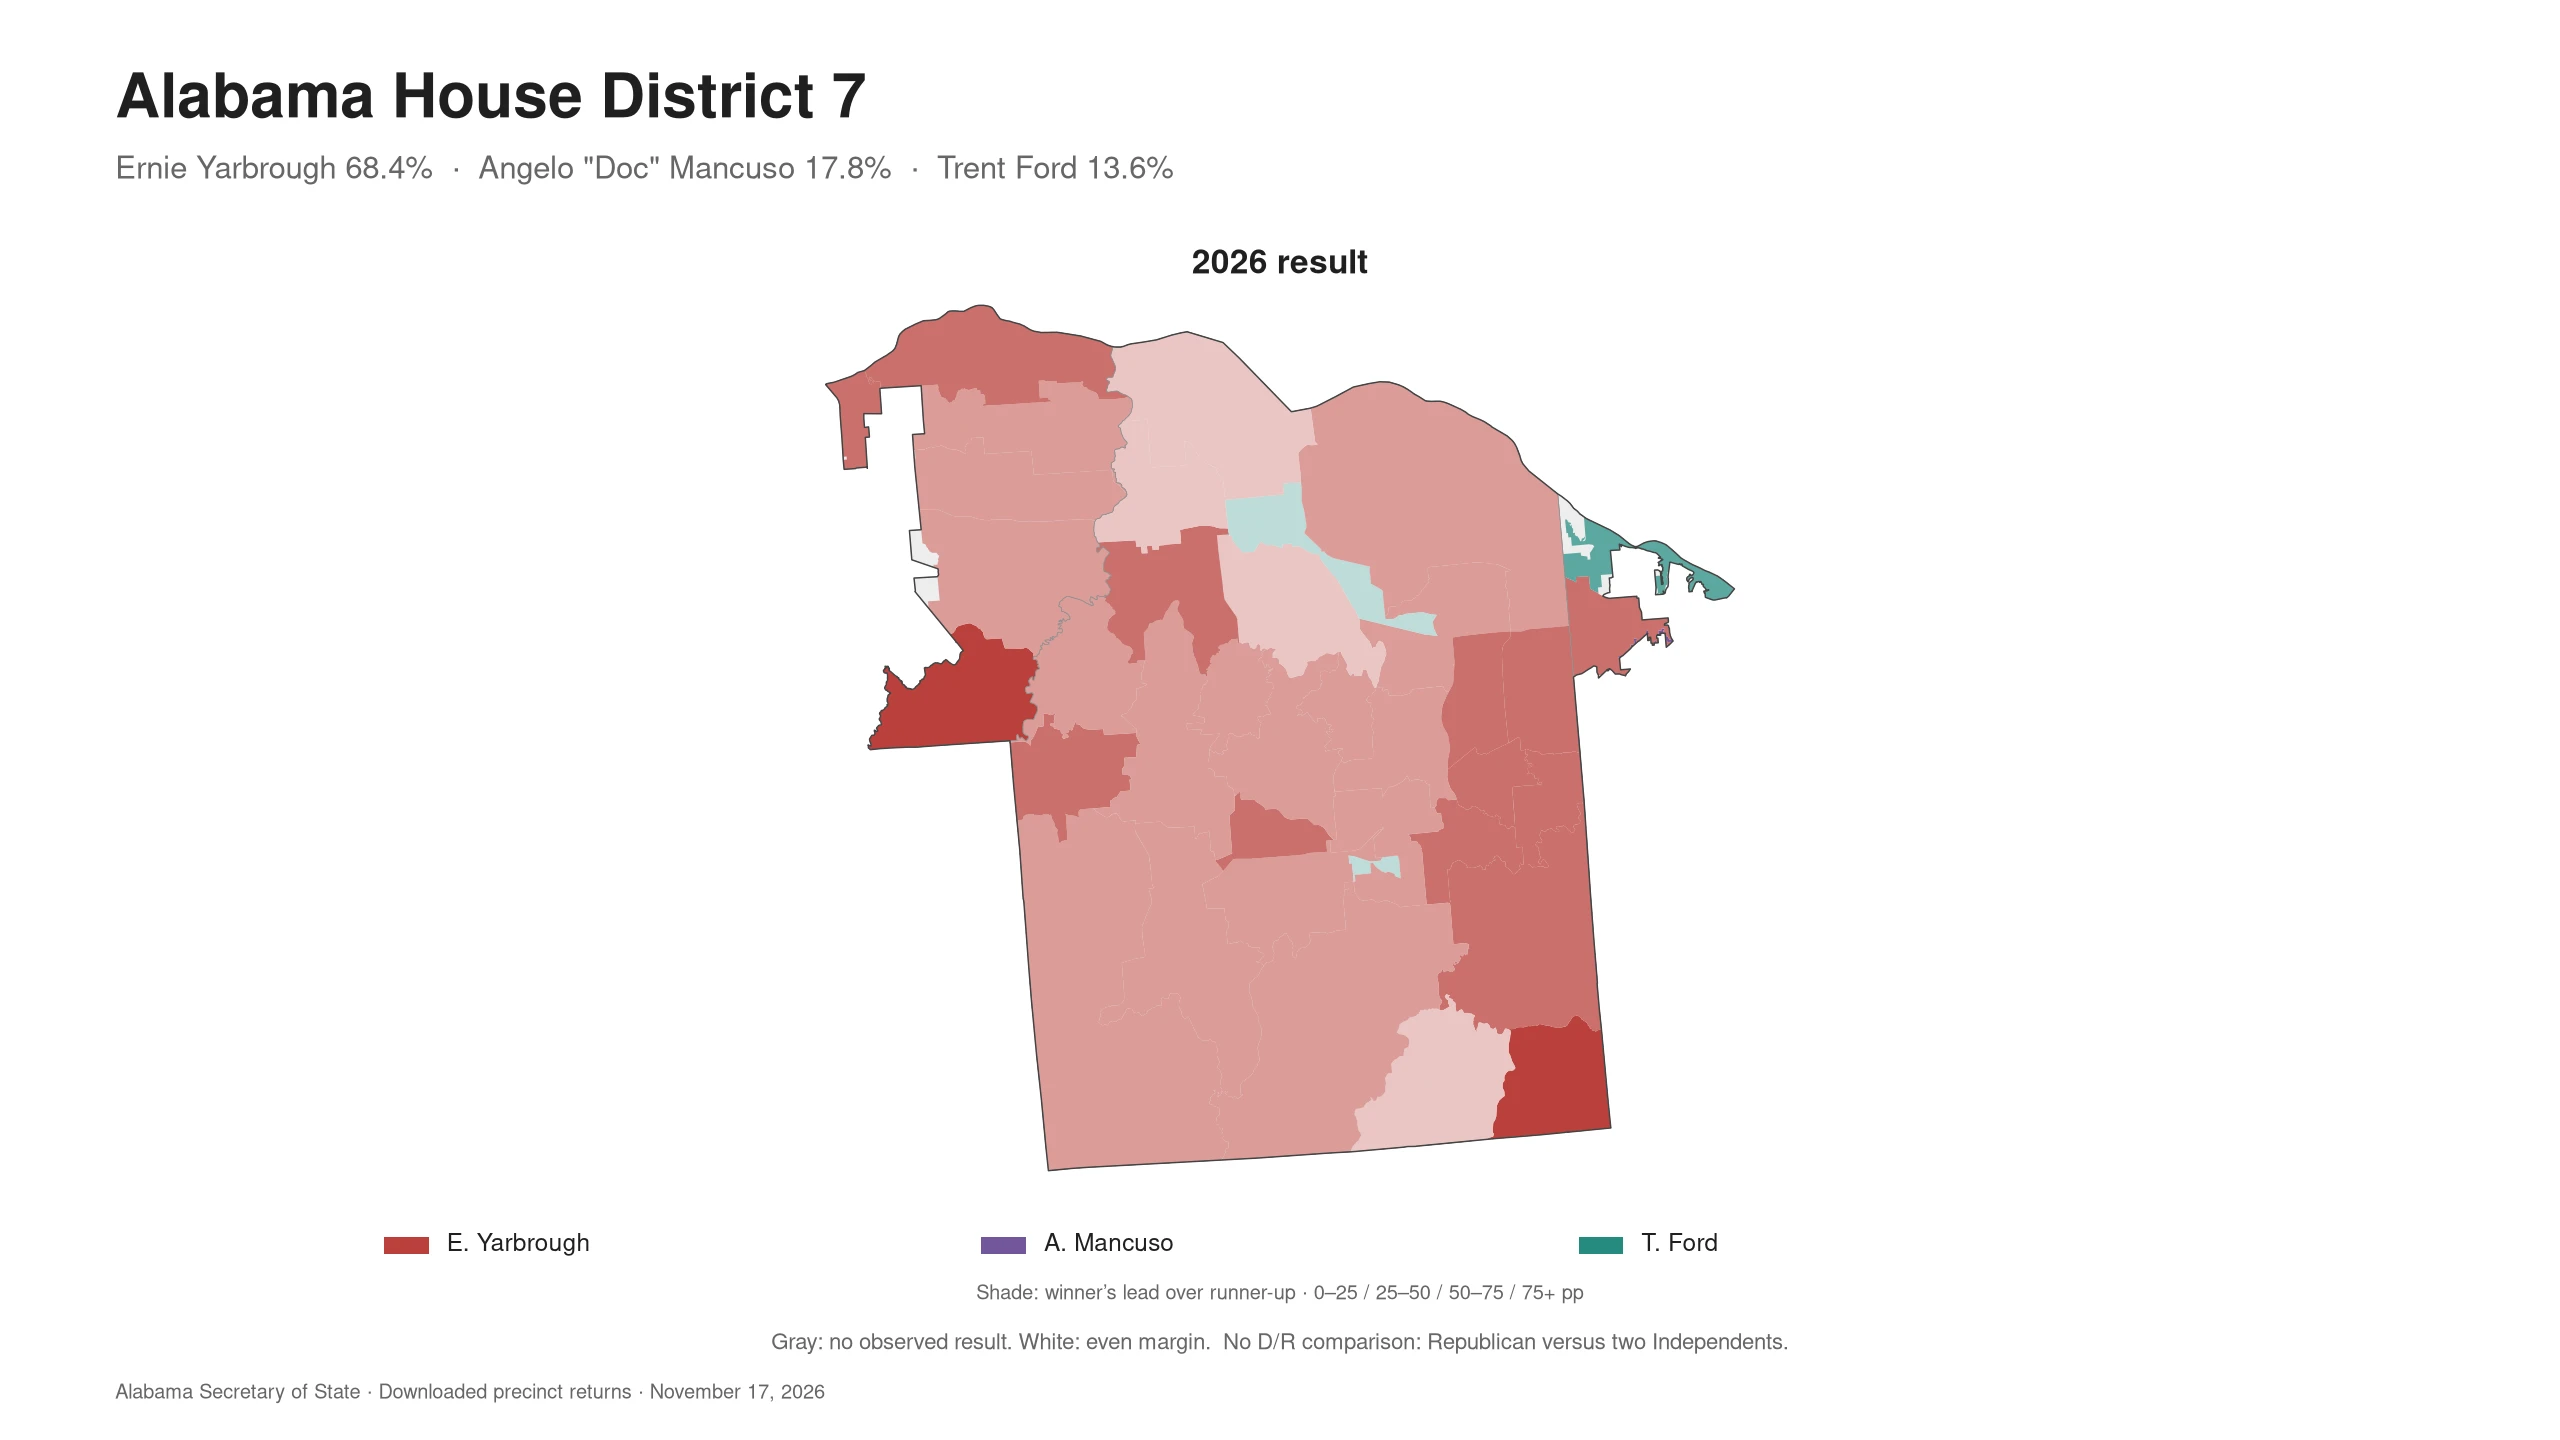 Alabama House District 7
Ernie Yarbrough 68.4% · Angelo "Doc" Mancuso 17.8% · Trent Ford 13.6%
2026 result
E. Yarbrough
A. Mancuso
T. Ford
Shade: winner’s lead over runner-up · 0–25 / 25–50 / 50–75 / 75+ pp
Gray: no observed result. White: even margin. No D/R comparison: Republican versus two Independents.
Alabama Secretary of State · Downloaded precinct returns · November 17, 2026